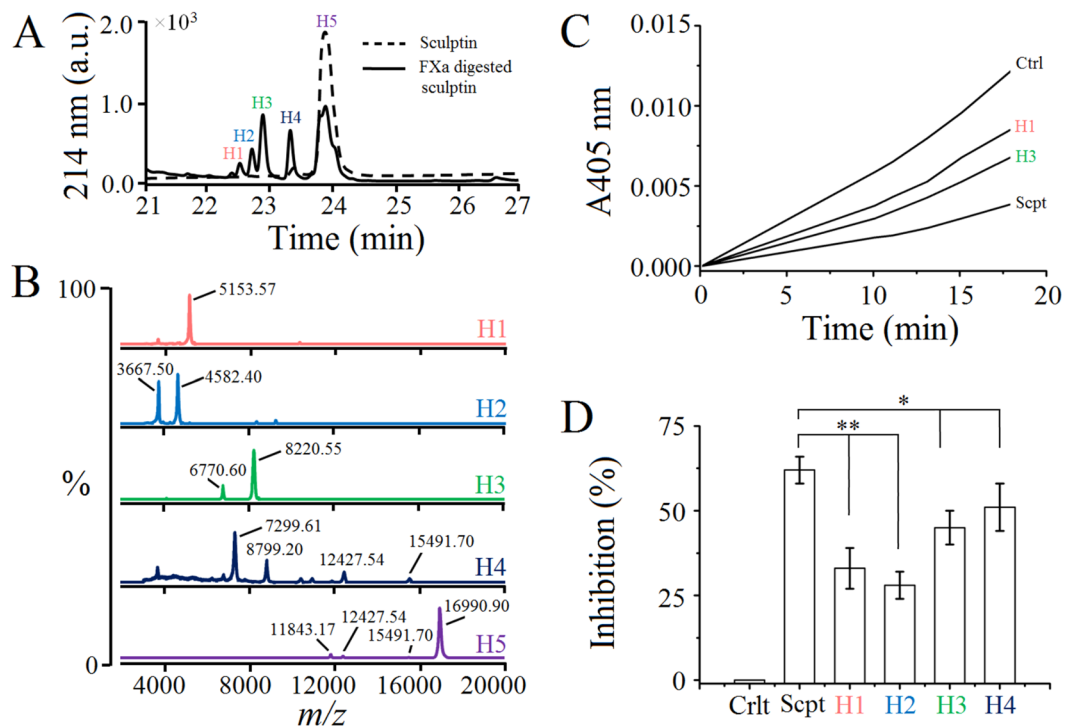 A
×10³
2.0
1.0
0.0
214 nm (a.u.)
H1
H2
H3
H4
H5
Sculptin
FXa digested
sculptin
21 22 23 24 25 26 27
Time (min)
B
100
%
0
5153.57
H1
3667.50
4582.40
H2
6770.60
8220.55
H3
7299.61
8799.20
12427.54
15491.70
H4
11843.17
12427.54
15491.70
16990.90
H5
4000 8000 12000 16000 20000
m/z
C
0.015
0.010
0.005
0.000
A405 nm
Ctrl
H1
H3
Scpt
0 5 10 15 20
Time (min)
D
75
50
25
0
Inhibition (%)
*
**
Crlt Scpt H1 H2 H3 H4